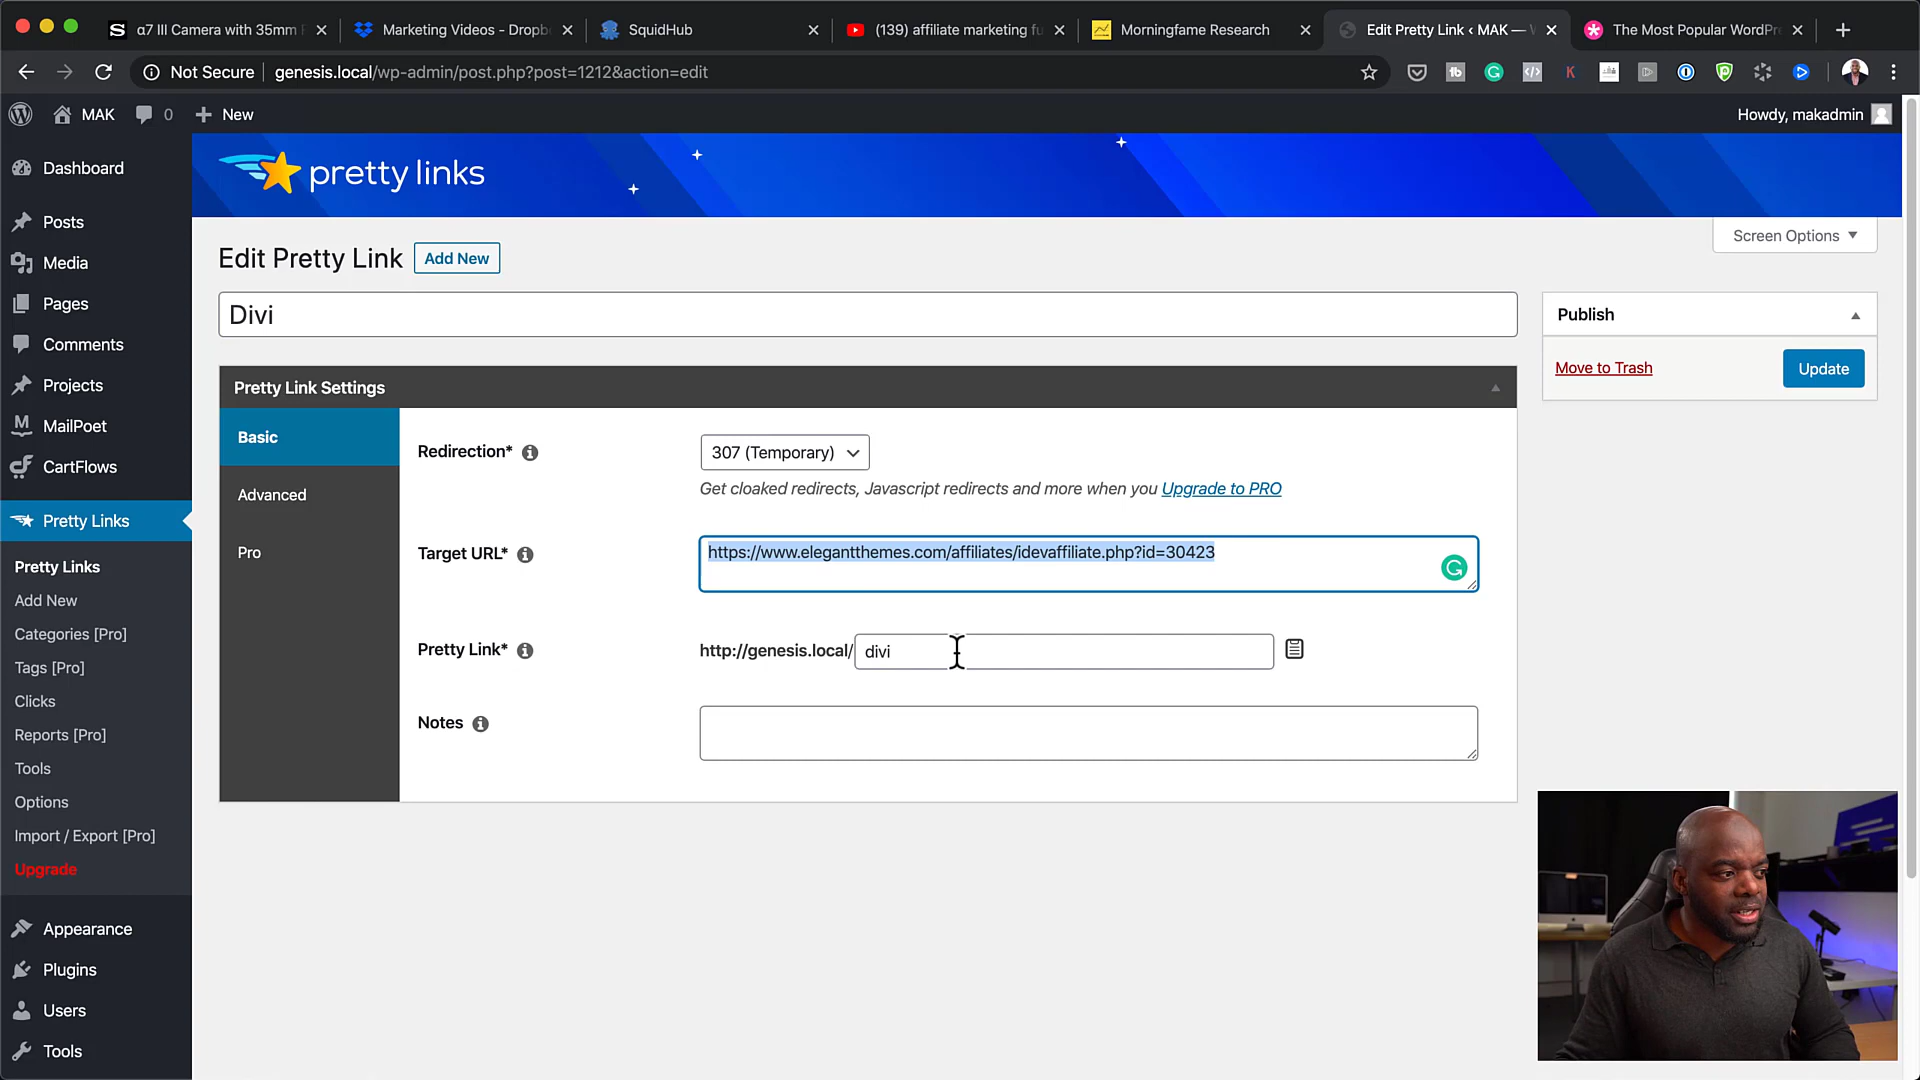 α7 III Camera with 35mm
Marketing Videos - Dropb
SquidHub
(139) affiliate marketing fu
Morningfame Research
Edit Pretty Link ‹ MAK —
The Most Popular WordPr
Not Secure
genesis.local/wp-admin/post.php?post=1212&action=edit
MAK
0
New
Howdy, makadmin
Dashboard
Posts
Media
Pages
Comments
Projects
MailPoet
CartFlows
Pretty Links
Pretty Links
Add New
Categories [Pro]
Tags [Pro]
Clicks
Reports [Pro]
Tools
Options
Import / Export [Pro]
Upgrade
Appearance
Plugins
Users
Tools
pretty links
Screen Options
Edit Pretty Link
Add New
Divi
Publish
Move to Trash
Update
Pretty Link Settings
Basic
Advanced
Pro
Redirection*
307 (Temporary)
Get cloaked redirects, Javascript redirects and more when you Upgrade to PRO
Target URL*
https://www.elegantthemes.com/affiliates/idevaffiliate.php?id=30423
Pretty Link*
http://genesis.local/
divi
Notes